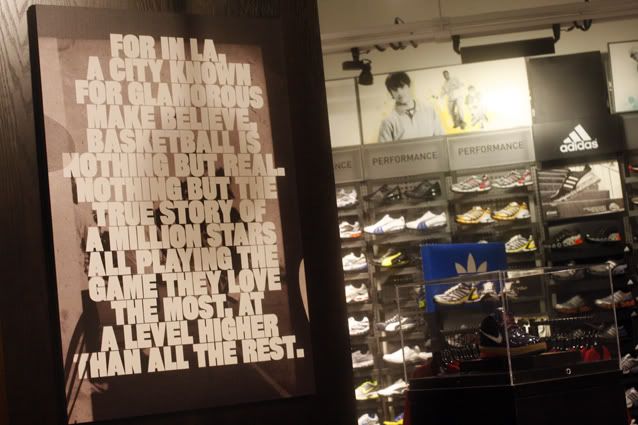 FOR IN LA,
A CITY KNOWN
FOR GLAMOROUS
MAKE BELIEVE,
BASKETBALL IS
NOTHING BUT REAL.
NOTHING BUT THE
TRUE STORY OF
A MILLION STARS
ALL PLAYING THE
GAME THEY LOVE
THE MOST, AT
A LEVEL HIGHER
THAN ALL THE REST.
PERFORMANCE
PERFORMANCE
adidas